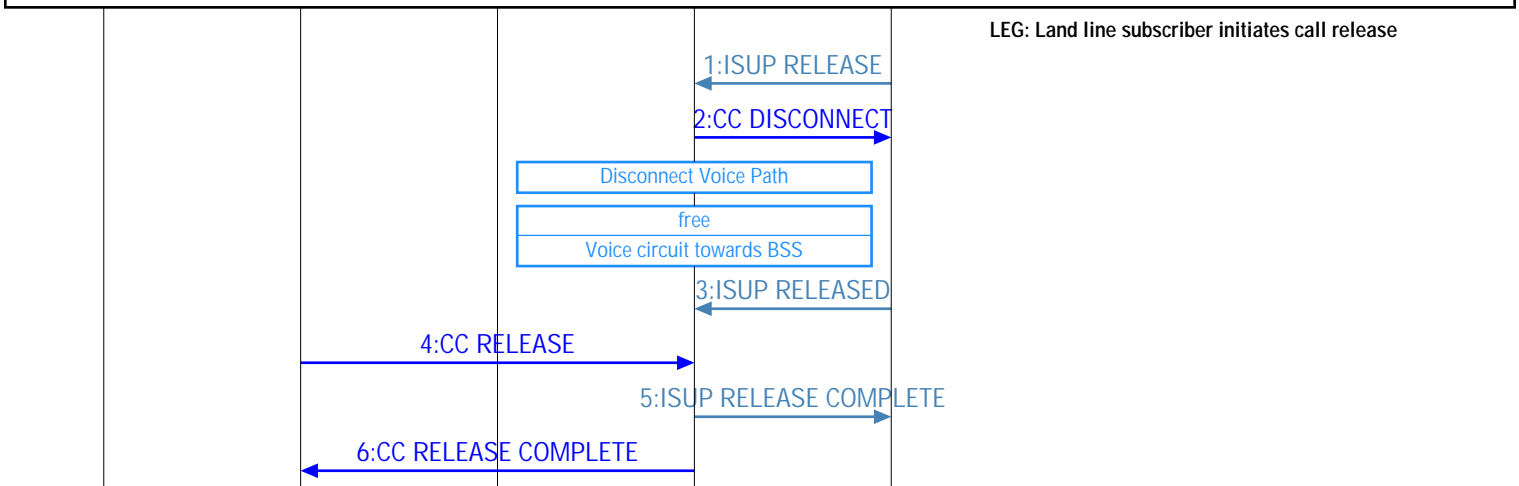 LEG: Land line subscriber initiates call release
1:ISUP RELEASE
2:CC DISCONNECT
Disconnect Voice Path
free
Voice circuit towards BSS
3:ISUP RELEASED
4:CC RELEASE
5:ISUP RELEASE COMPLETE
6:CC RELEASE COMPLETE